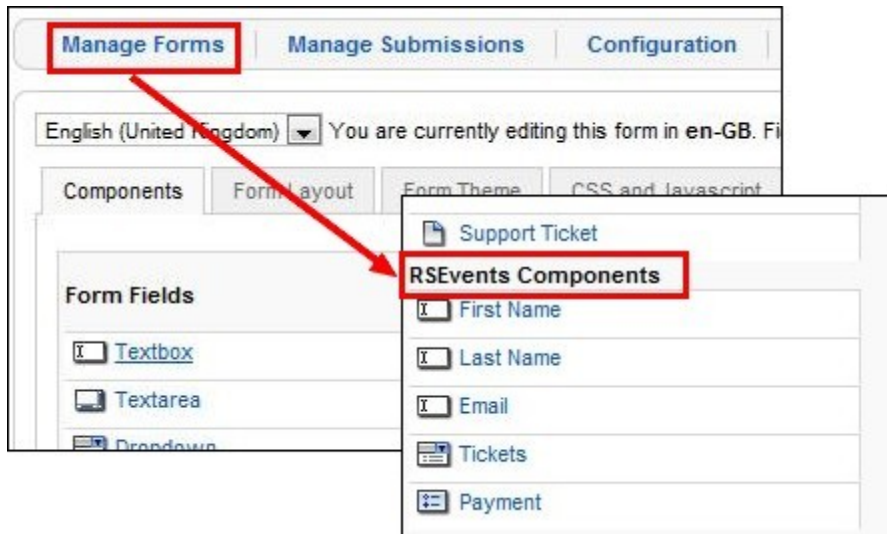 Manage Forms Manage Submissions Configuration
English (United Kingdom) You are currently editing this form in en-GB. Fi
Components Form Layout Form Theme CSS and Javascript
Form Fields
Textbox
Textarea
Dropdown
Support Ticket
RSEvents Components
First Name
Last Name
Email
Tickets
Payment